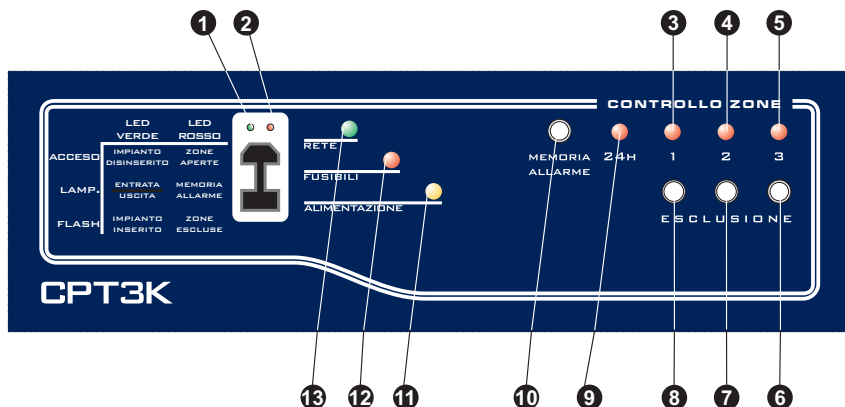 1 2 3 4 5
CONTROLLO ZONE
LED VERDE LED ROSSO
ACCESO IMPIANTO DISINSERITO ZONE APERTE
LAMP. ENTRATA USCITA MEMORIA ALLARME
FLASH IMPIANTO INSERITO ZONE ESCLUSE
RETE
FUSIBILI
ALIMENTAZIONE
MEMORIA ALLARME
24H 1 2 3
ESCLUSIONE
CPT3K
13 12 11 10 9 8 7 6